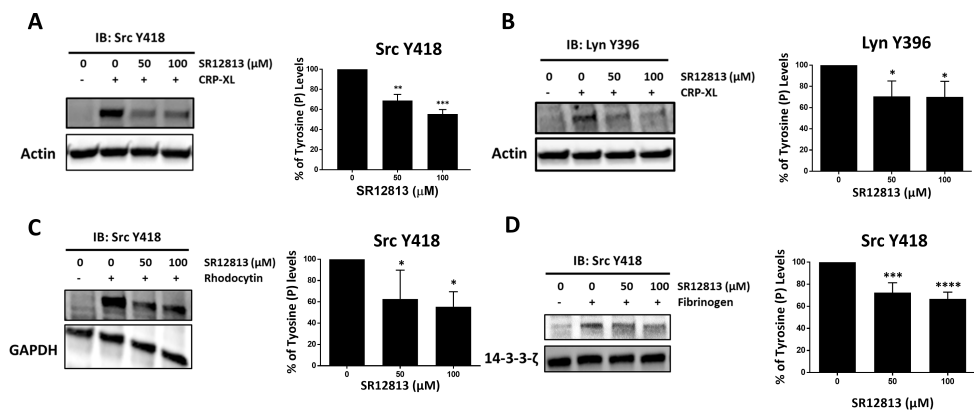 A
IB: Src Y418
0 0 50 100 SR12813 (μM)
- + + + CRP-XL
Actin
Src Y418
% of Tyrosine (P) Levels
100
80
60
40
20
0
** ***
0 50 100
SR12813 (μM)
B
IB: Lyn Y396
0 0 50 100 SR12813 (μM)
- + + + CRP-XL
Actin
Lyn Y396
% of Tyrosine (P) Levels
100
80
60
40
20
0
* *
0 50 100
SR12813 (μM)
C
IB: Src Y418
0 0 50 100 SR12813 (μM)
- + + + Rhodocytin
GAPDH
Src Y418
% of Tyosine (P) levels
100
80
60
40
20
0
* *
0 50 100
SR12813 (μM)
D
IB: Src Y418
0 0 50 100 SR12813 (μM)
- + + + Fibrinogen
14-3-3-ζ
Src Y418
% of Tyrosine (P) Levels
100
80
60
40
20
0
*** ****
0 50 100
SR12813 (μM)